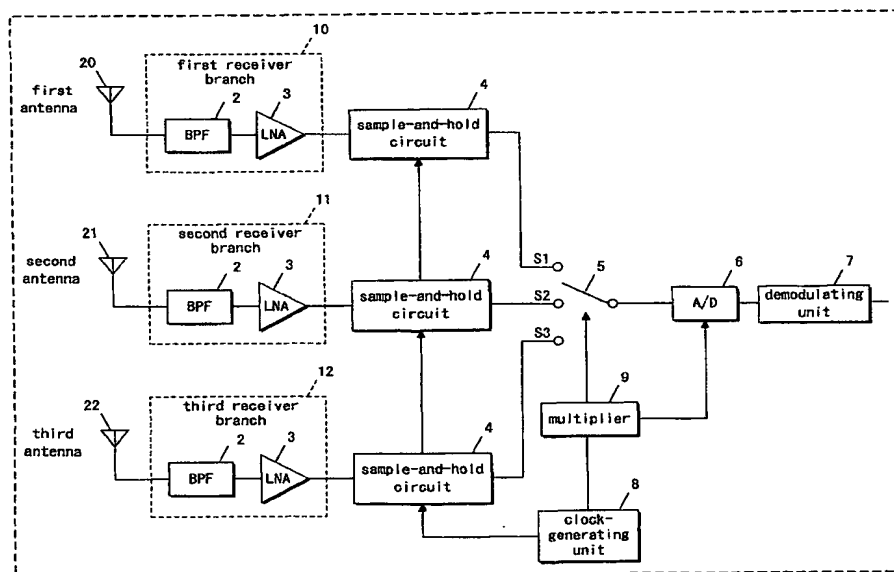 10
20
first receiver
branch
4
first
antenna
2
3
BPF
LNA
sample-and-hold
circuit
11
21
second receiver
branch
4
second
antenna
2
3
BPF
LNA
sample-and-hold
circuit
S1
S2
S3
5
6
A/D
7
demodulating
unit
12
22
third receiver
branch
4
third
antenna
2
3
BPF
LNA
sample-and-hold
circuit
9
multiplier
8
clock-
generating
unit